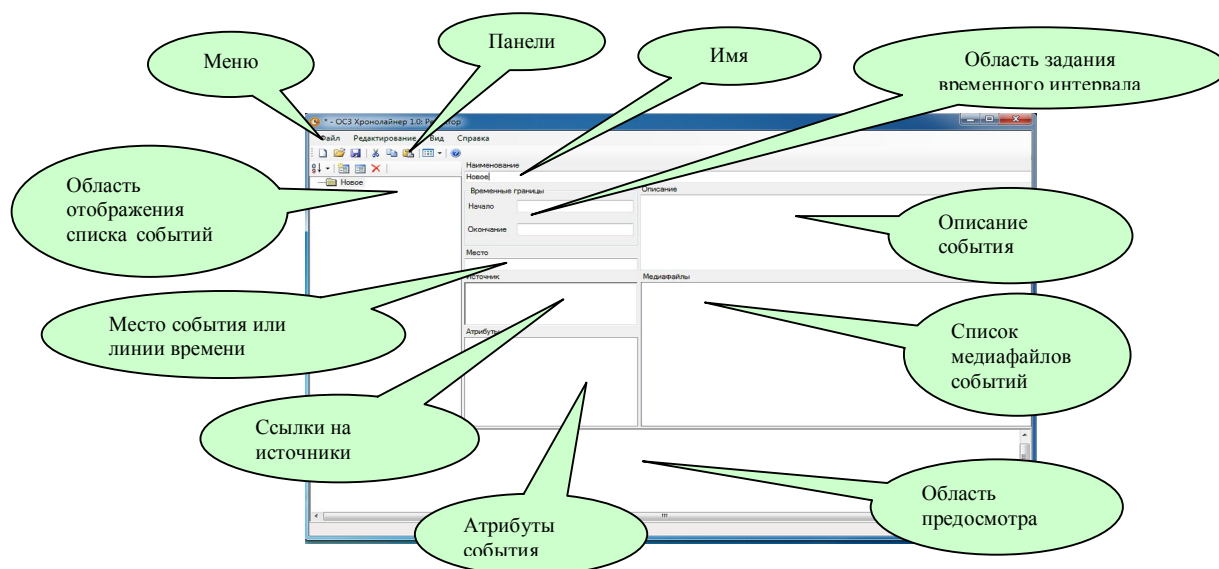 Меню
Панели
Имя
Область задания
временного интервала
* - ОСЗ Хронолайнер 1.0: Редактор
Файл Редактирование Вид Справка
Наименование
Новое
Новое
Временные границы
Описание
Начало
Окончание
Место
Источник
Медиафайлы
Атрибуты
Область
отображения
списка событий
Описание
события
Место события или
линии времени
Список
медиафайлов
событий
Ссылки на
источники
Атрибуты
события
Область
предосмотра